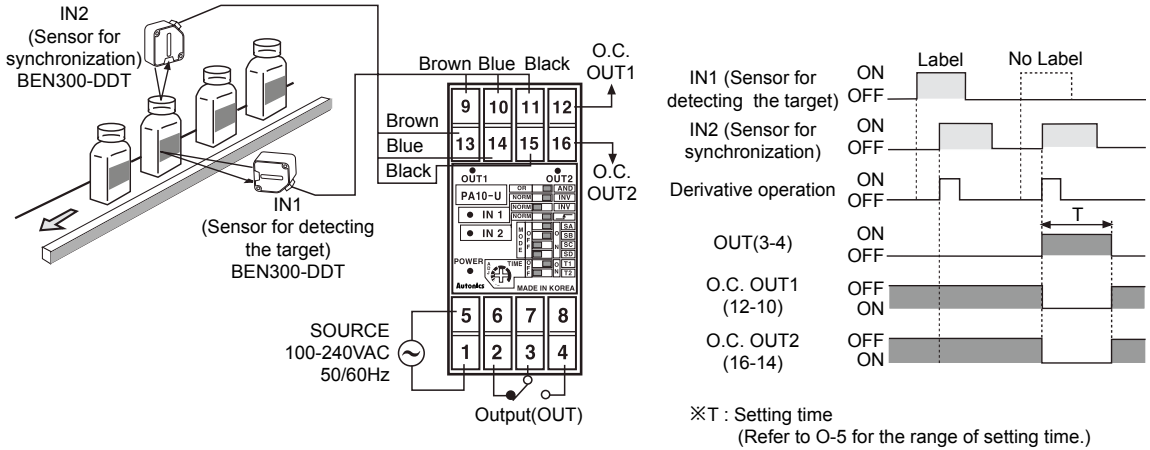 IN2
(Sensor for
synchronization)
BEN300-DDT
IN1
(Sensor for detecting
the target)
BEN300-DDT
Brown Blue Black
O.C.
OUT1
9 10 11 12
Brown
Blue
Black
13 14 15 16
O.C.
OUT2
OUT1 OUT2
PA10-U
OR AND
NORM INV
NORM INV
NORM
IN 1
IN 2
MODE
OFF
ON
SA
SB
SC
SD
POWER
TIME
OFF
ON
T1
T2
Autonics
MADE IN KOREA
5 6 7 8
1 2 3 4
SOURCE
100-240VAC
50/60Hz
Output(OUT)
Label No Label
IN1 (Sensor for
detecting the target)
ON
OFF
IN2 (Sensor for
synchronization)
ON
OFF
Derivative operation
ON
OFF
T
OUT(3-4)
ON
OFF
O.C. OUT1
(12-10)
OFF
ON
O.C. OUT2
(16-14)
OFF
ON
※T : Setting time
(Refer to O-5 for the range of setting time.)